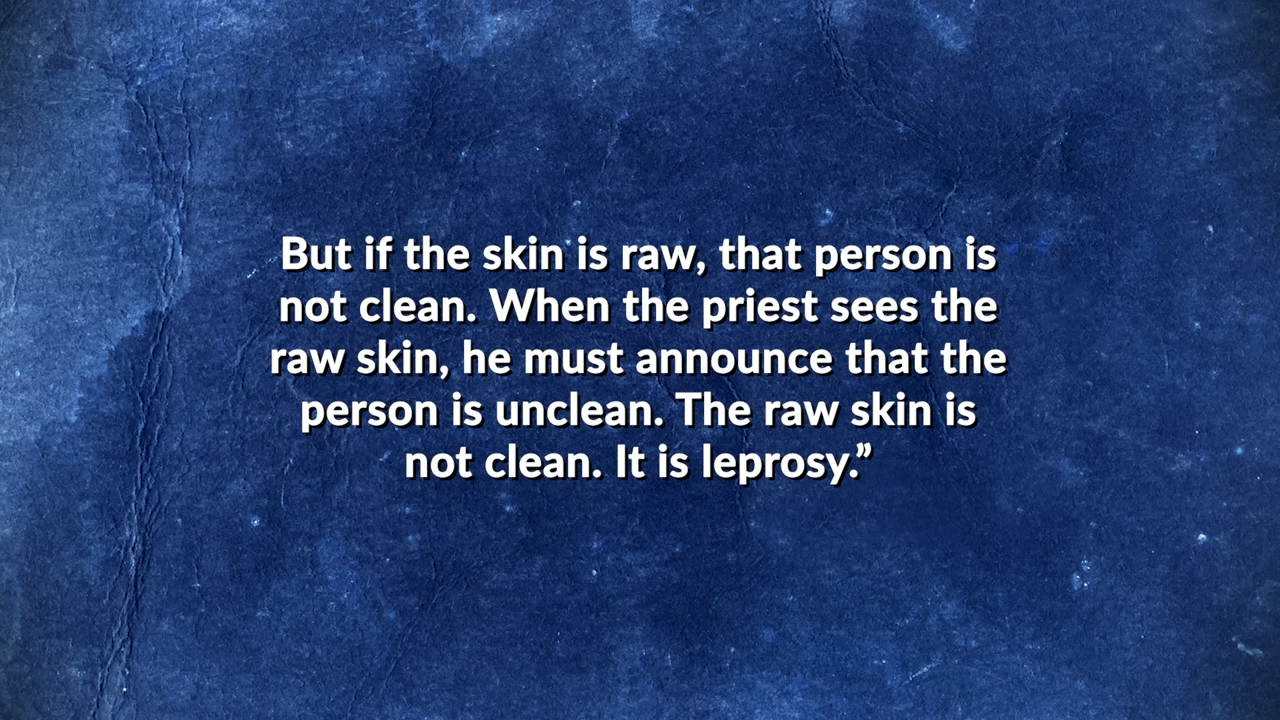 But if the skin is raw, that person is
not clean. When the priest sees the
raw skin, he must announce that the
person is unclean. The raw skin is
not clean. It is leprosy.”